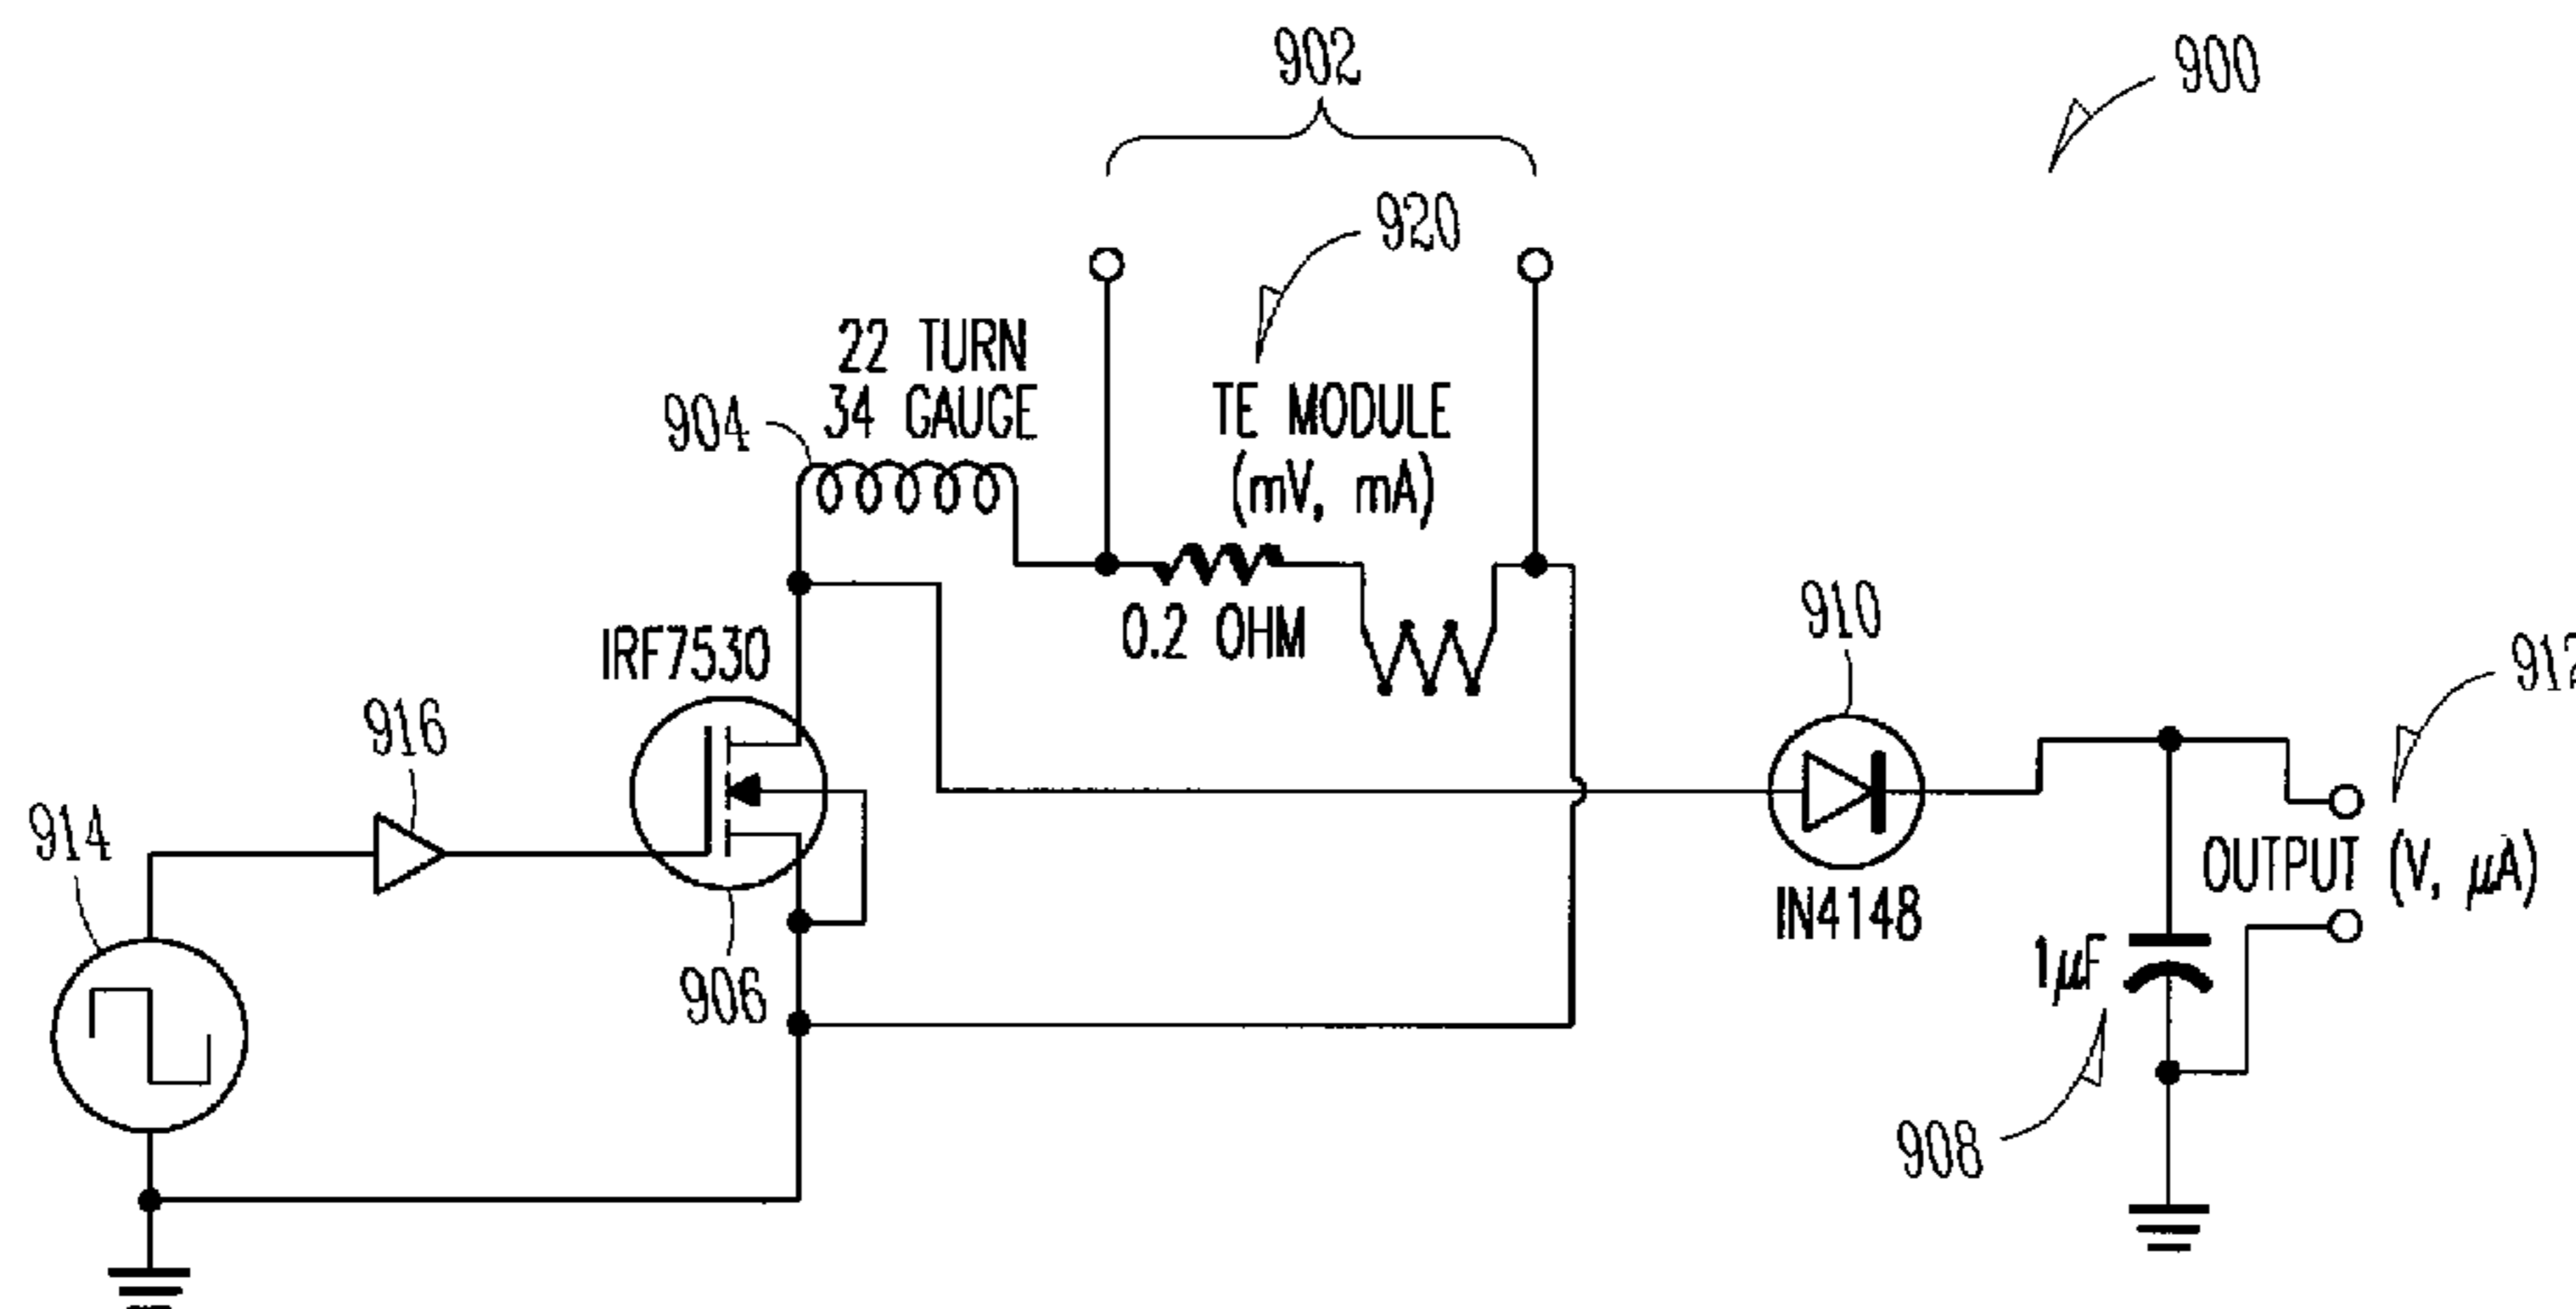 902
900
920
22 TURN
34 GAUGE
904
TE MODULE
(mV, mA)
0.2 OHM
IRF7530
910
912
916
914
OUTPUT (V, μA)
IN4148
1μF
906
908